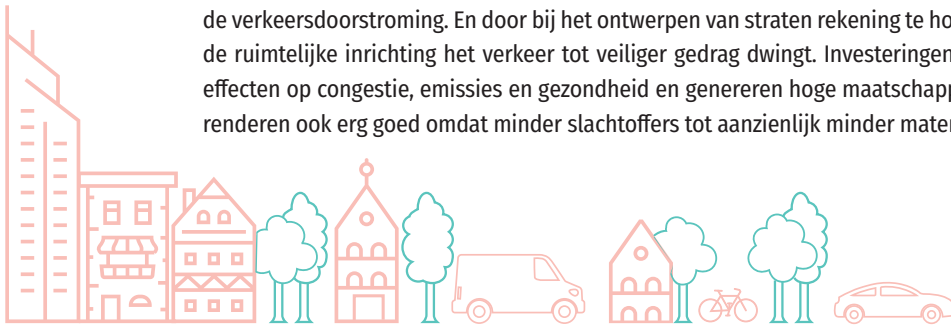 de verkeersdoorstroming. En door bij het ontwerpen van straten rekening te ho
de ruimtelijke inrichting het verkeer tot veiliger gedrag dwingt. Investeringen
effecten op congestie, emissies en gezondheid en genereren hoge maatschapp
renderen ook erg goed omdat minder slachtoffers tot aanzienlijk minder mater